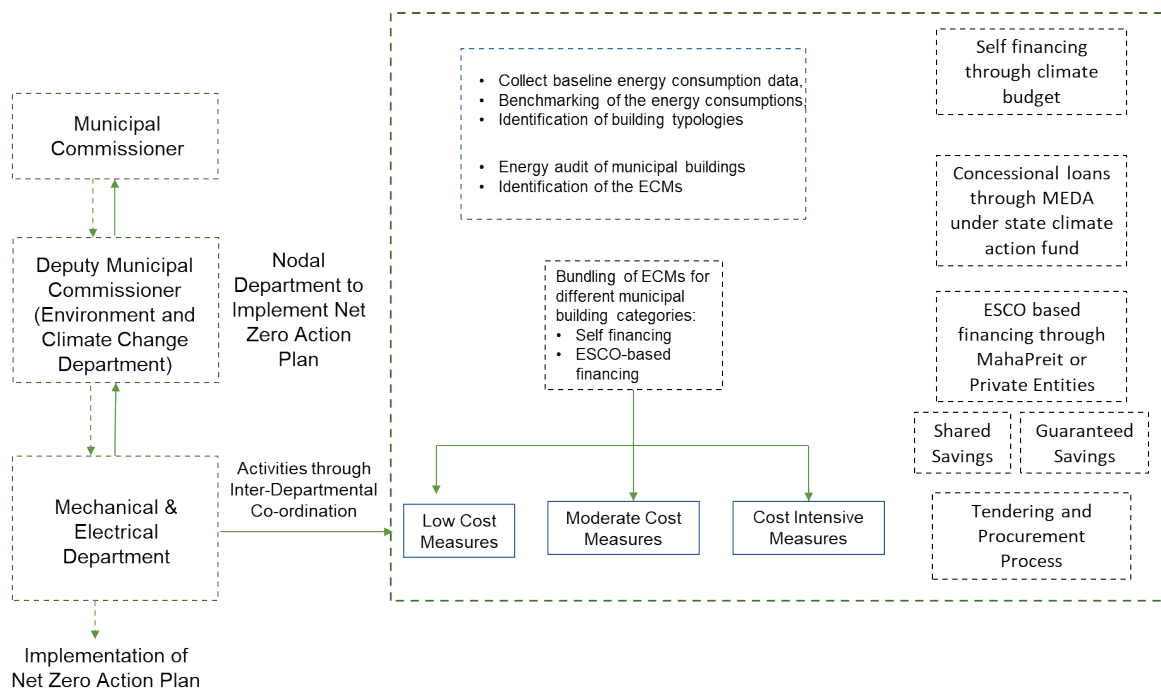 Municipal
Commissioner
Deputy Municipal
Commissioner
(Environment and
Climate Change
Department)
Nodal
Department to
Implement Net
Zero Action
Plan
Mechanical &
Electrical
Department
Activities through
Inter-Departmental
Co-ordination
Implementation of
Net Zero Action Plan
• Collect baseline energy consumption data,
• Benchmarking of the energy consumptions,
• Identification of building typologies
• Energy audit of municipal buildings
• Identification of the ECMs
Bundling of ECMs for
different municipal
building categories:
• Self financing
• ESCO-based
financing
Low Cost
Measures
Moderate Cost
Measures
Cost Intensive
Measures
Self financing
through climate
budget
Concessional loans
through MEDA
under state climate
action fund
ESCO based
financing through
MahaPreit or
Private Entities
Shared
Savings
Guaranteed
Savings
Tendering and
Procurement
Process